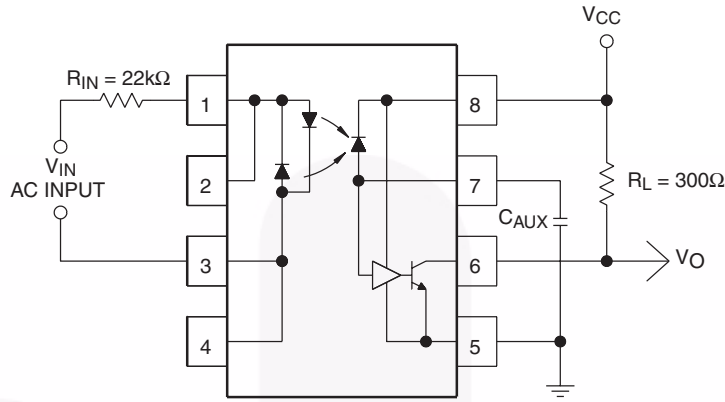 VCC
RIN = 22kΩ
1
8
VIN
AC INPUT
2
7
RL = 300Ω
CAUX
3
6
VO
4
5